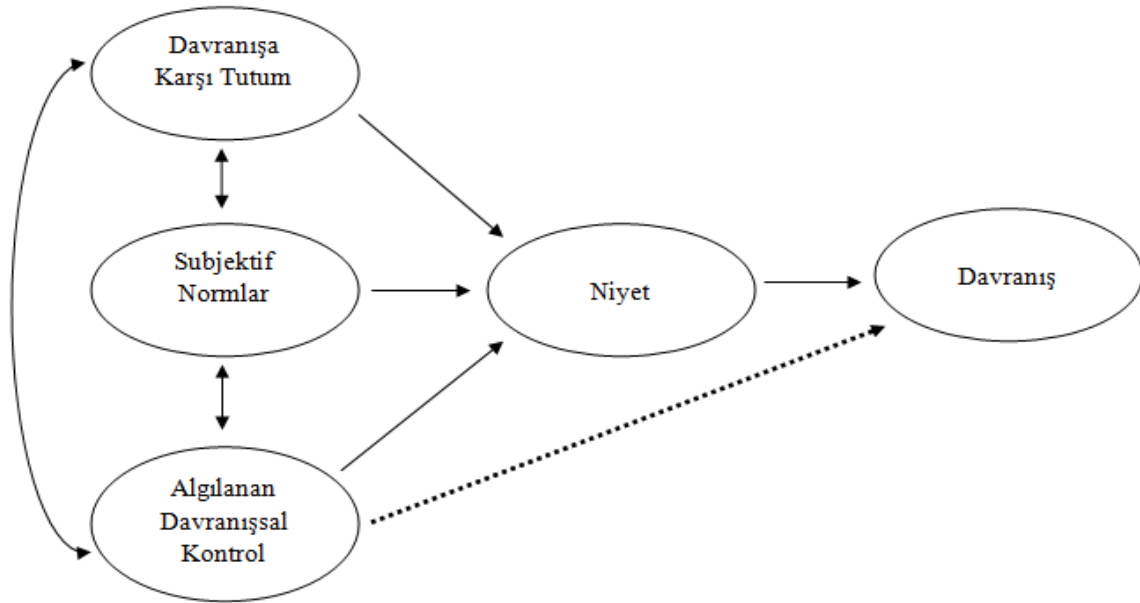 Davranışa
Karşı Tutum
Subjektif
Normlar
Niyet
Davranış
Algılanan
Davranışsal
Kontrol